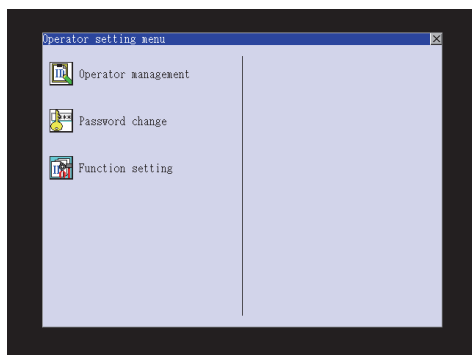 Operator setting menu
Operator management
Password change
Function setting